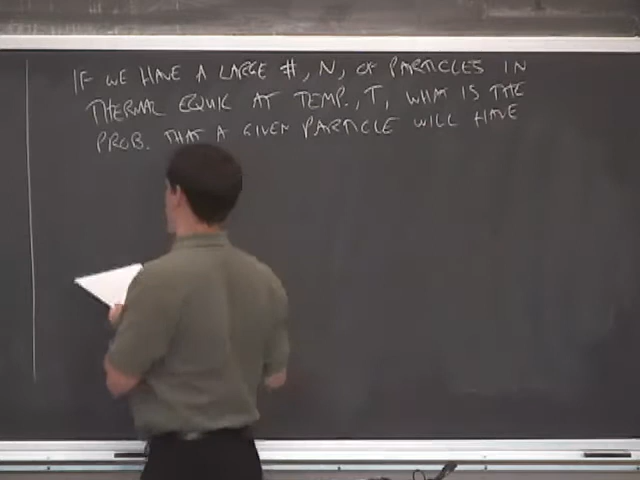 IF WE HAVE A LARGE #, N, OF PARTICLES IN
THERMAL EQUIL AT TEMP., T, WHAT IS THE
PROB. THAT A GIVEN PARTICLE WILL HAVE